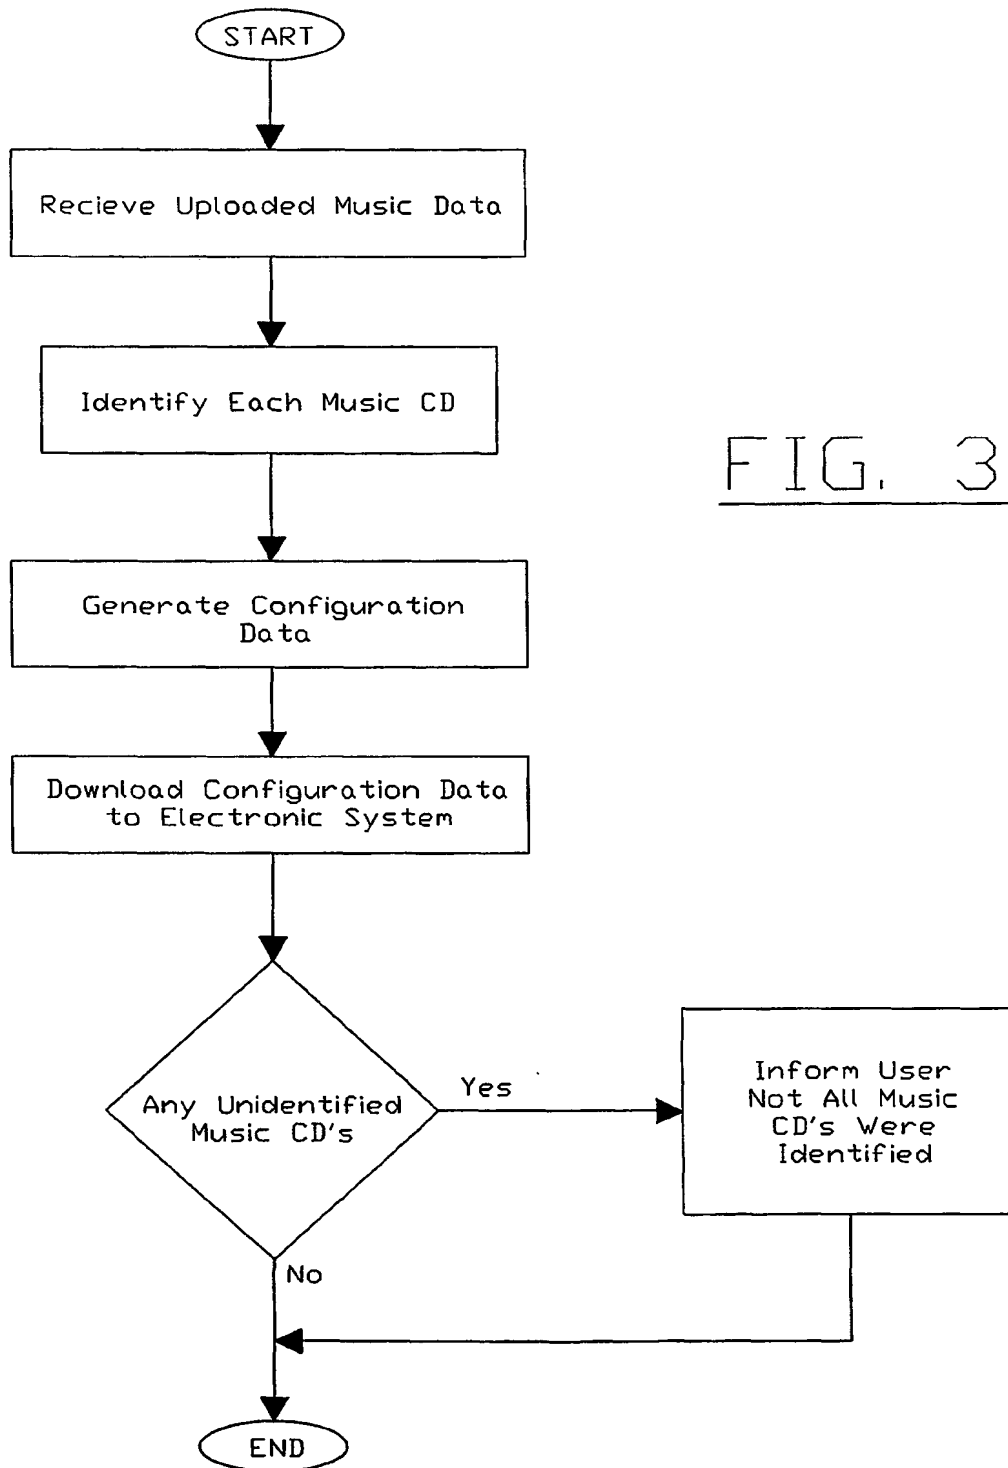 START
Recieve Uploaded Music Data
Identify Each Music CD
FIG. 3
Generate Configuration
Data
Download Configuration Data
to Electronic System
Any Unidentified
Music CD's
Yes
Inform User
Not All Music
CD's Were
Identified
No
END